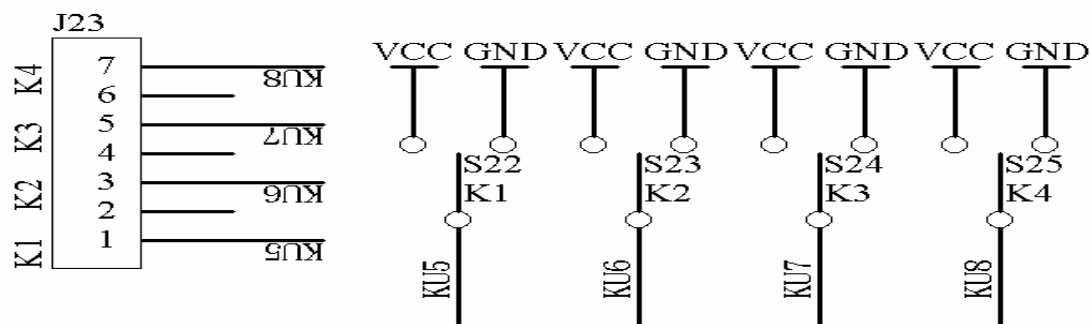 J23
K4 7 KU8
6
K3 5 KU7
4
K2 3 KU6
2
K1 1 KU5
VCC GND VCC GND VCC GND VCC GND
S22 S23 S24 S25
K1 K2 K3 K4
KU5 KU6 KU7 KU8